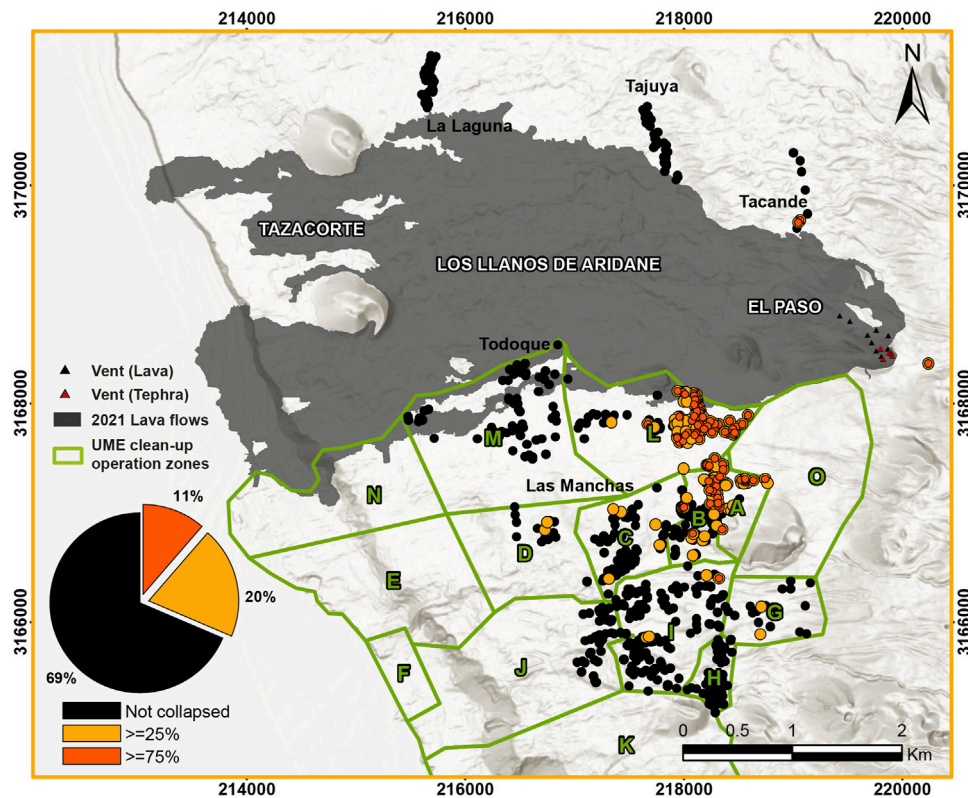 214000 216000 218000 220000
N
Tajuya
La Laguna
3170000 3170000
Tacande
TAZACORTE
LOS LLANOS DE ARIDANE
EL PASO
Todoque
Vent (Lava)
Vent (Tephra)
2021 Lava flows
UME clean-up
operation zones
3168000 3168000
M L
O
N
Las Manchas
B A
D C
E
11%
20%
69%
3166000 3166000
I G
F J H
K
Not collapsed
>=25%
>=75%
0 0.5 1 2
Km
214000 216000 218000 220000